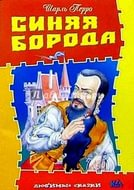 Шарль Перро
СИНЯЯ
БОРОДА
ЛЮБИМЫЕ СКАЗКИ